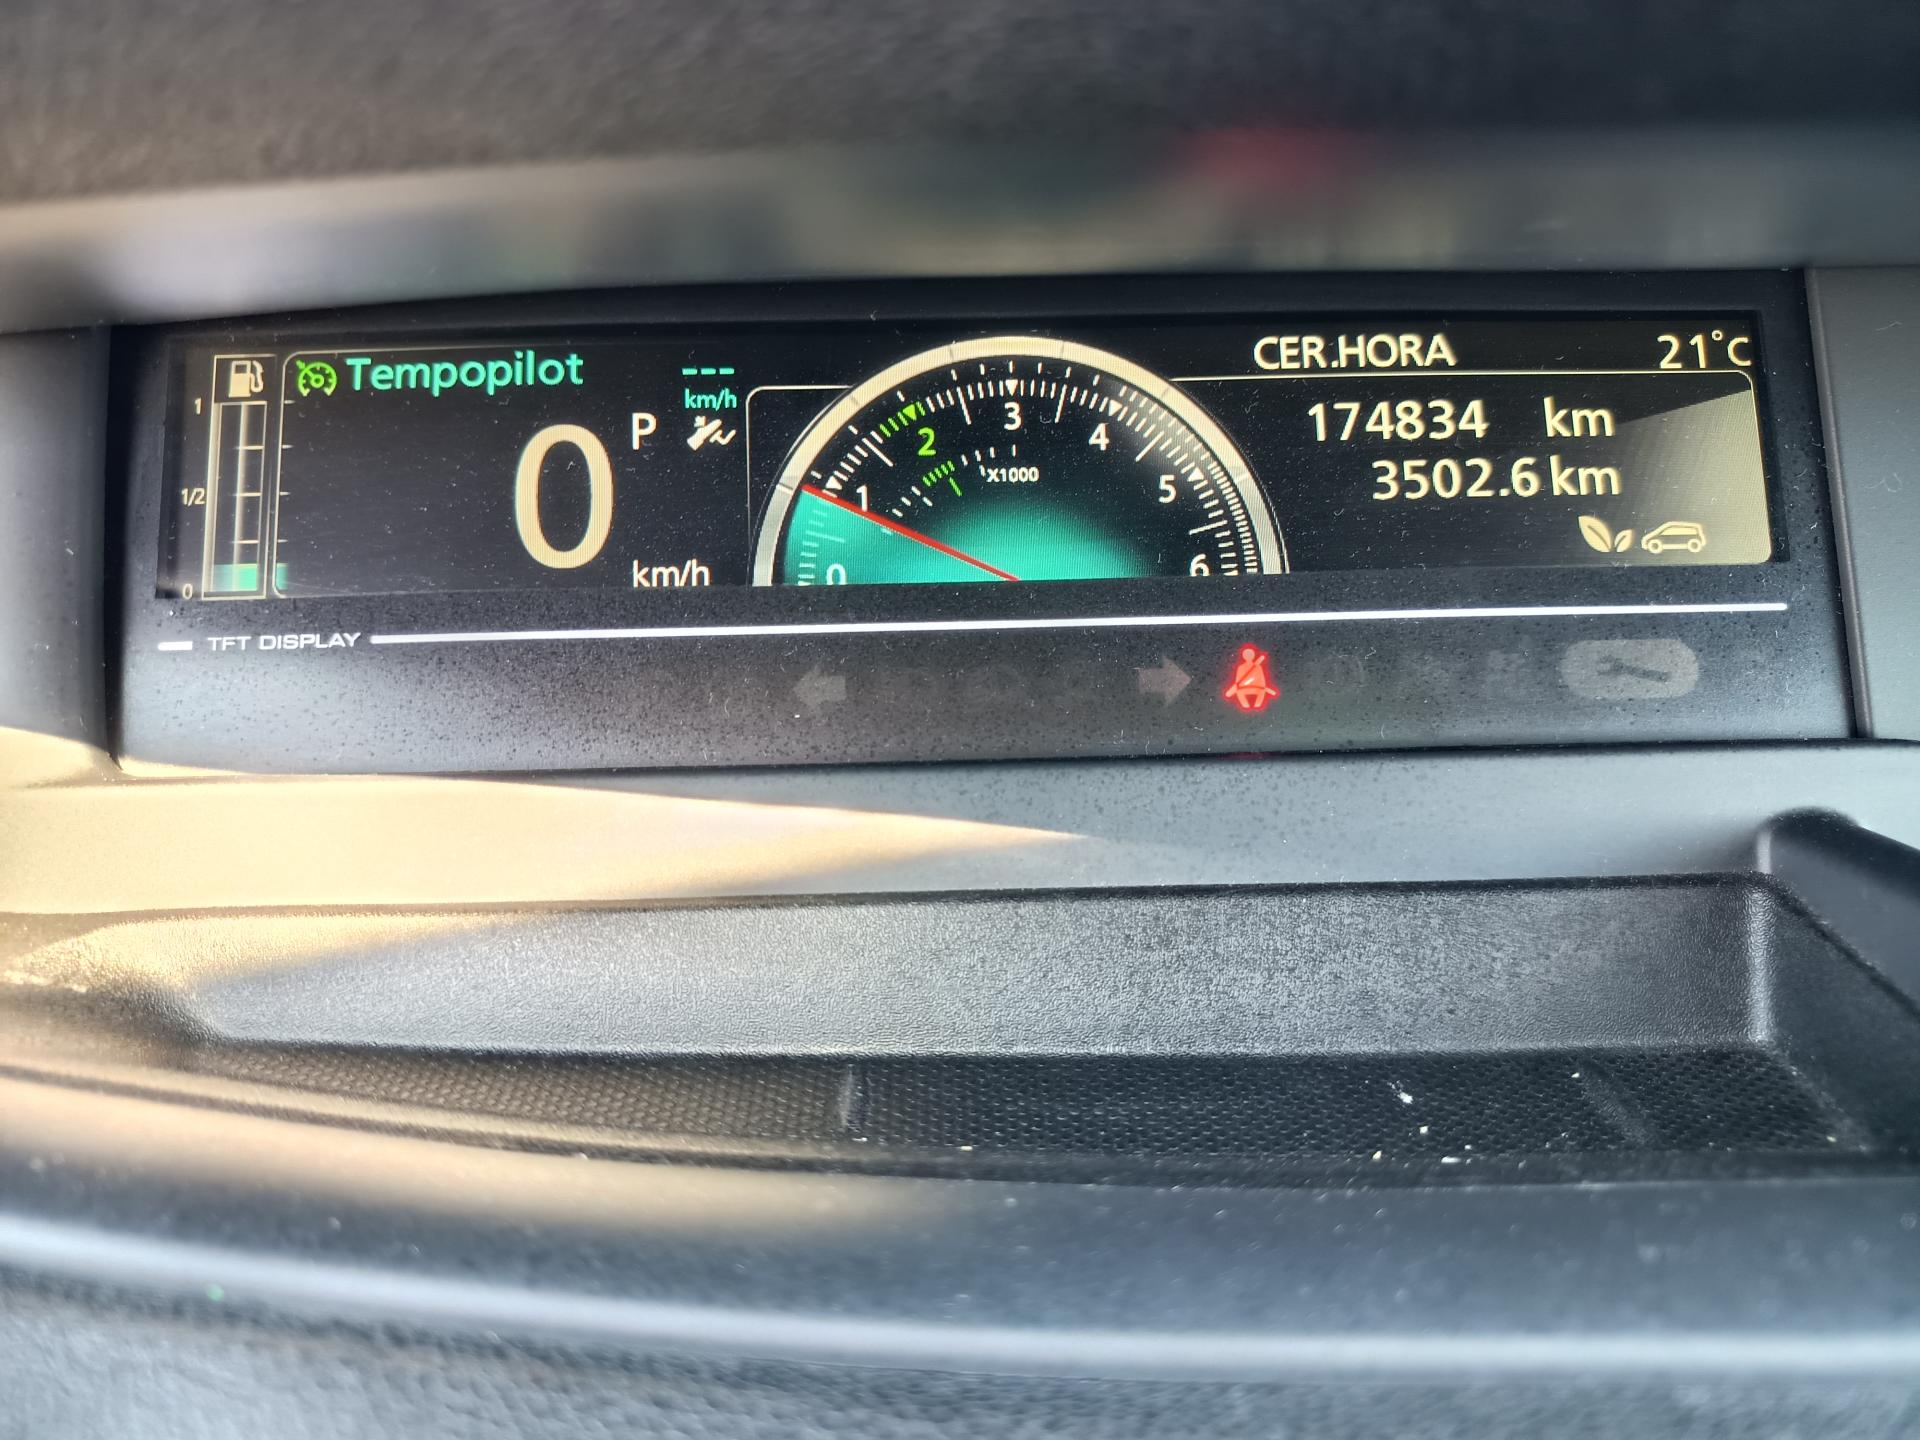 Tempopilot
---
km/h
CER.HORA
21°C
1
1/2
0
0
P
km/h
0
1
2
3
4
5
6
X1000
174834 km
3502.6 km
TFT DISPLAY